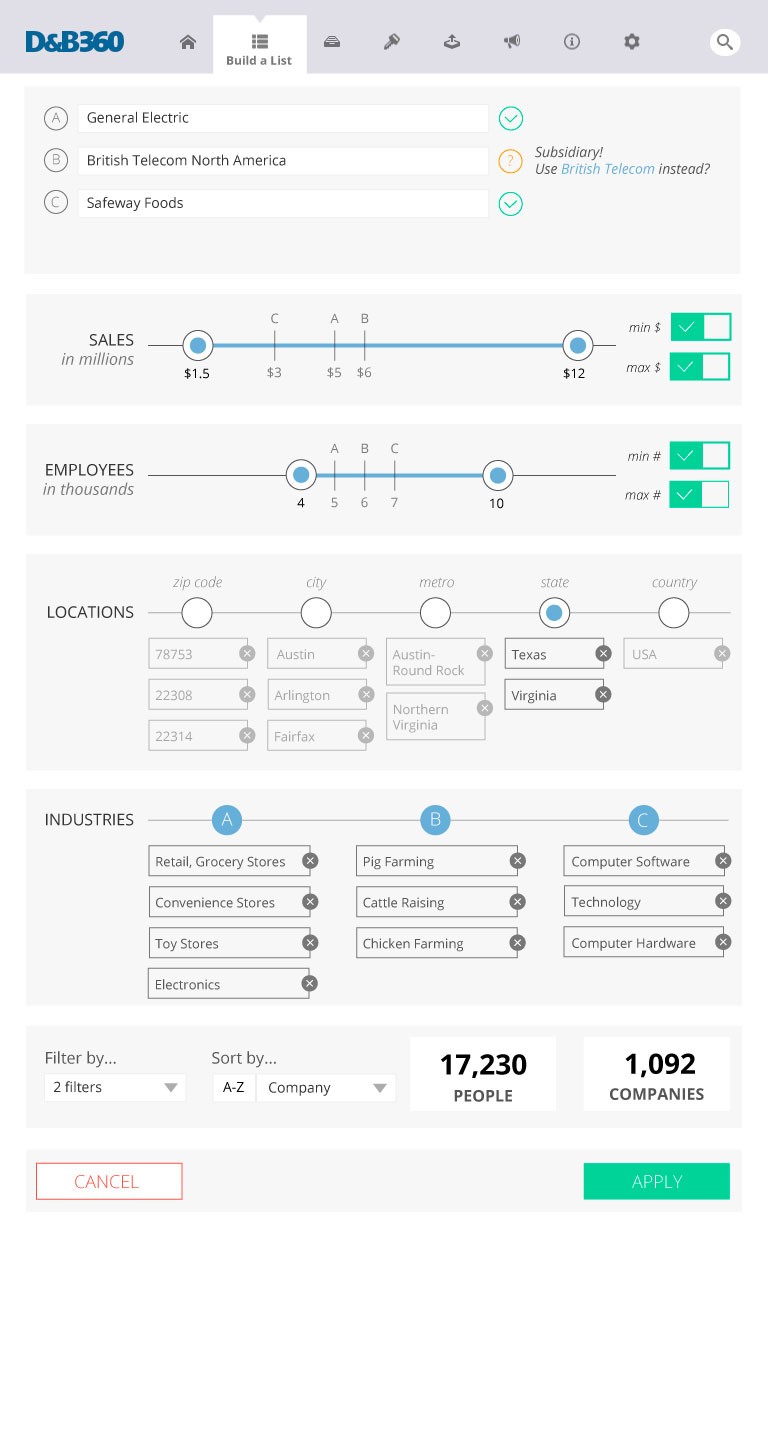 D&B360
Build a List
A General Electric
B British Telecom North America ? Subsidiary!
Use British Telecom instead?
C Safeway Foods
C A B
SALES
in millions
$1.5 $3 $5 $6 $12
min $
max $
A B C
EMPLOYEES
in thousands
4 5 6 7 10
min #
max #
zip code city metro state country
LOCATIONS
78753 Austin Austin-
Round Rock Texas USA
22308 Arlington Northern
Virginia Virginia
22314 Fairfax
INDUSTRIES A B C
Retail, Grocery Stores Pig Farming Computer Software
Convenience Stores Cattle Raising Technology
Toy Stores Chicken Farming Computer Hardware
Electronics
Filter by... Sort by...
2 filters A-Z Company
17,230 1,092
PEOPLE COMPANIES
CANCEL APPLY